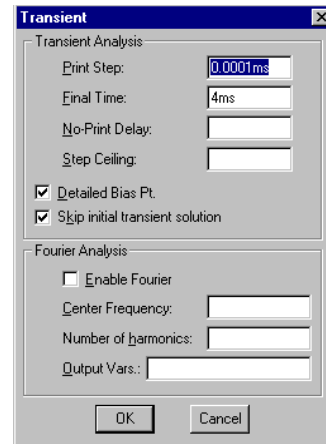 Transient
Transient Analysis
Print Step: 0.0001ms
Final Time: 4ms
No-Print Delay:
Step Ceiling:
Detailed Bias Pt.
Skip initial transient solution
Fourier Analysis
Enable Fourier
Center Frequency:
Number of harmonics:
Output Vars.:
OK Cancel